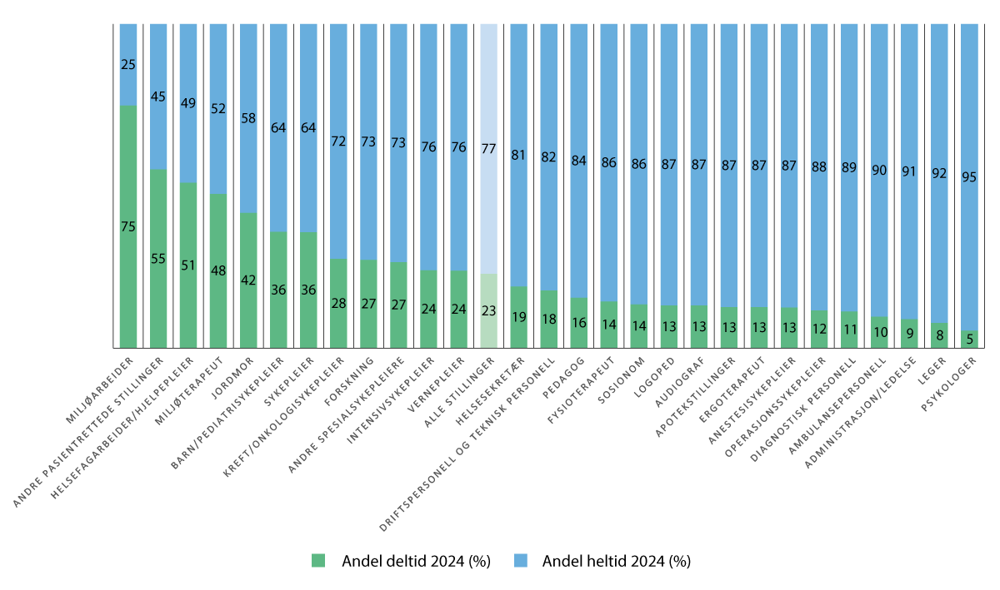 25 45 49 52 58 64 64 72 73 73 76 76 77 81 82 84 86 86 87 87 87 87 87 88 89 90 91 92 95
75 55 51 48 42 36 36 28 27 27 24 24 23 19 18 16 14 14 13 13 13 13 13 12 11 10 9 8 5
MILJØARBEIDER
ANDRE PASIENTRETTEDE STILLINGER
HELSEFAGARBEIDER/HJELPEPLEIER
MILJØTERAPEUT
JORDMOR
BARN/PEDIATRISYKEPLEIER
SYKEPLEIER
KREFT/ONKOLOGISYKEPLEIER
FORSKNING
ANDRE SPESIALSYKEPLEIERE
INTENSIVSYKEPLEIER
VERNEPLEIER
ALLE STILLINGER
HELSESEKRETÆR
DRIFTSPERSONELL OG TEKNISK PERSONELL
PEDAGOG
FYSIOTERAPEUT
SOSIONOM
LOGOPED
AUDIOGRAF
APOTEKSTILLINGER
ERGOTERAPEUT
ANESTESISYKEPLEIER
OPERASJONSSYKEPLEIER
DIAGNOSTISK PERSONELL
AMBULANSEPERSONELL
ADMINISTRASJON/LEDELSE
LEGER
PSYKOLOGER
Andel deltid 2024 (%) Andel heltid 2024 (%)